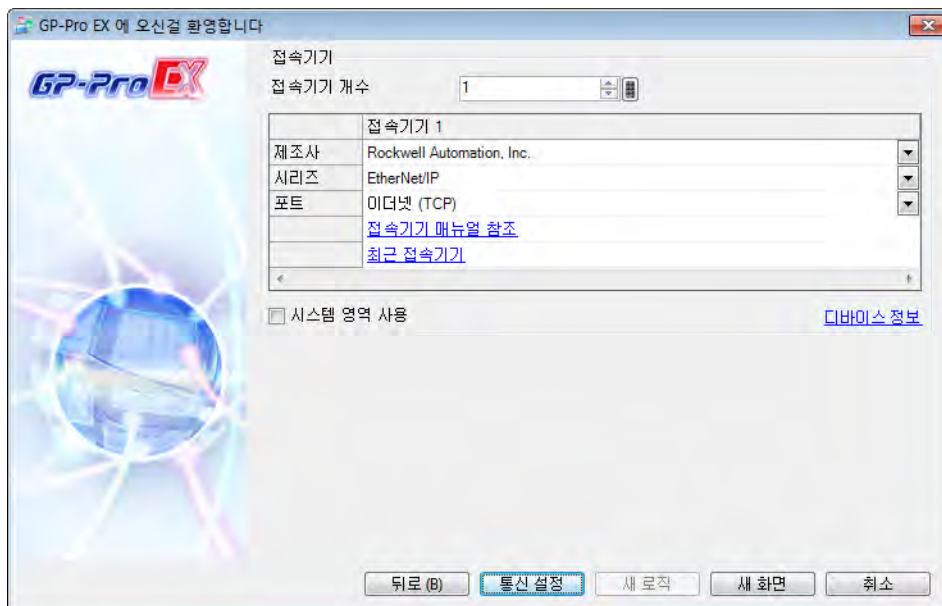 GP-Pro EX 에 오신걸 환영합니다
GP-Pro EX
접속기기
접속기기 개수 1
접속기기 1
제조사 Rockwell Automation, Inc.
시리즈 EtherNet/IP
포트 이더넷 (TCP)
접속기기 매뉴얼 참조
최근 접속기기
시스템 영역 사용 디바이스 정보
뒤로 (B) 통신 설정 새 로직 새 화면 취소